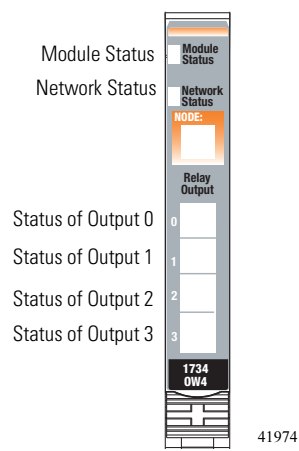 Module Status
Module
Status
Network Status
Network
Status
NODE:
Relay
Output
Status of Output 0
0
Status of Output 1
1
Status of Output 2
2
Status of Output 3
3
1734
OW4
41974